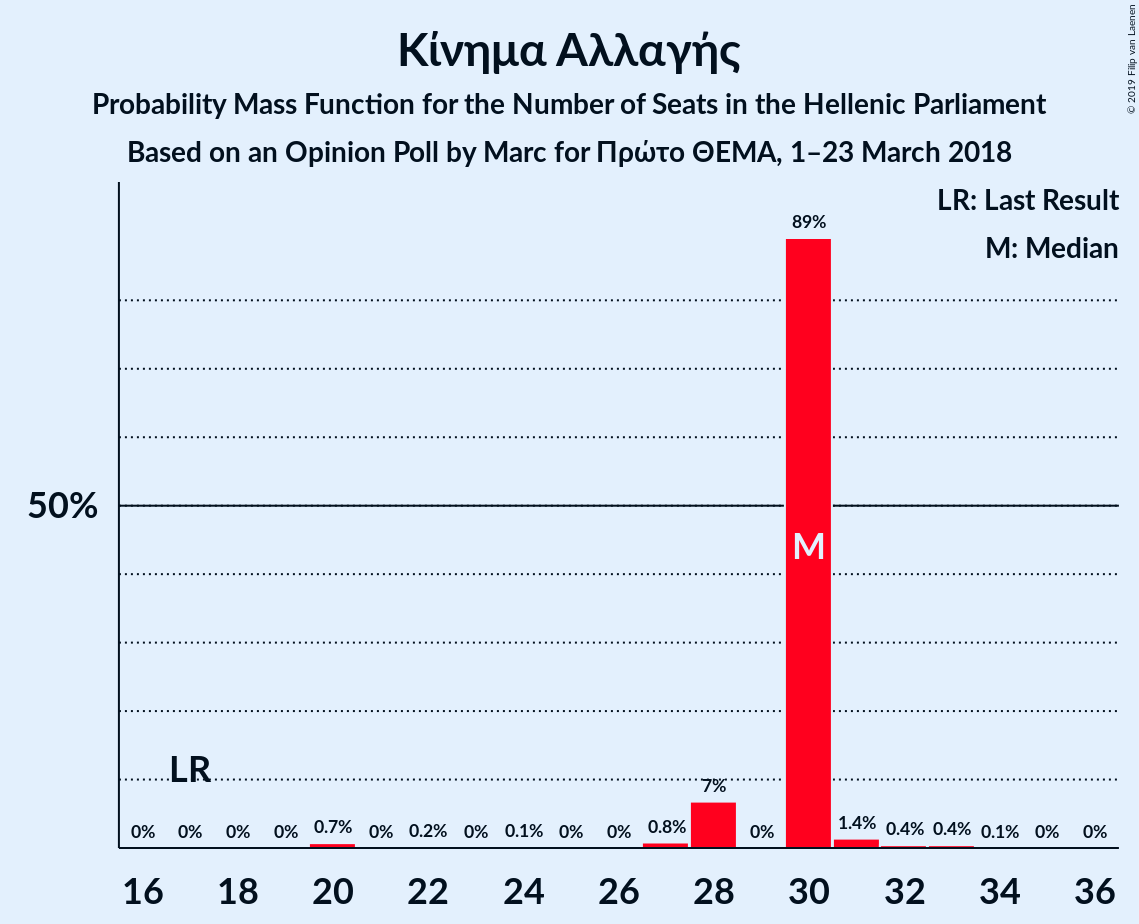 Κίνημα Αλλαγής
Probability Mass Function for the Number of Seats in the Hellenic Parliament
Based on an Opinion Poll by Marc for Πρώτο ΘΕΜΑ, 1–23 March 2018
© 2019 Filip van Laenen
LR: Last Result
M: Median
89%
50%
M
LR
7%
0% 0% 0% 0% 0.7% 0% 0.2% 0% 0.1% 0% 0% 0.8% 0% 1.4% 0.4% 0.4% 0.1% 0% 0%
16 18 20 22 24 26 28 30 32 34 36